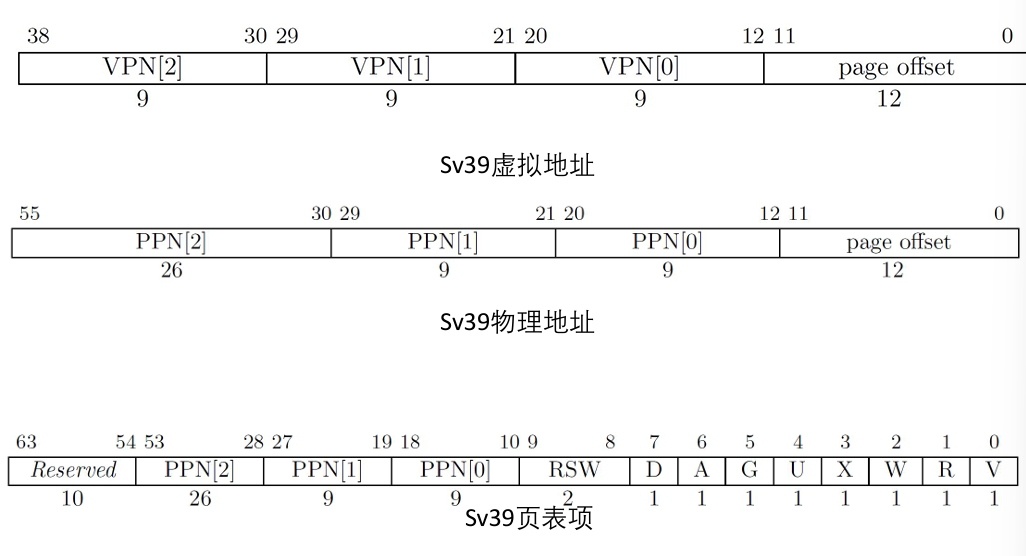 38 30 29 21 20 12 11 0
VPN[2] VPN[1] VPN[0] page offset
9 9 9 12
Sv39虚拟地址
55 30 29 21 20 12 11 0
PPN[2] PPN[1] PPN[0] page offset
26 9 9 12
Sv39物理地址
63 54 53 28 27 19 18 10 9 8 7 6 5 4 3 2 1 0
Reserved PPN[2] PPN[1] PPN[0] RSW D A G U X W R V
10 26 9 9 2 1 1 1 1 1 1 1 1
Sv39页表项